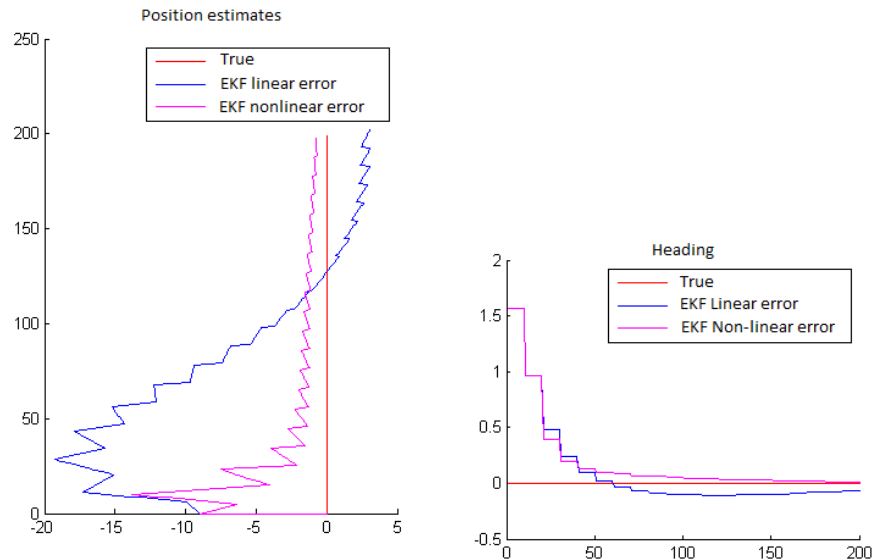 Position estimates
250
True
EKF linear error
EKF nonlinear error
200
150
100
50
0
-20 -15 -10 -5 0 5
Heading
2
True
EKF Linear error
EKF Non-linear error
1.5
1
0.5
0
-0.5
0 50 100 150 200